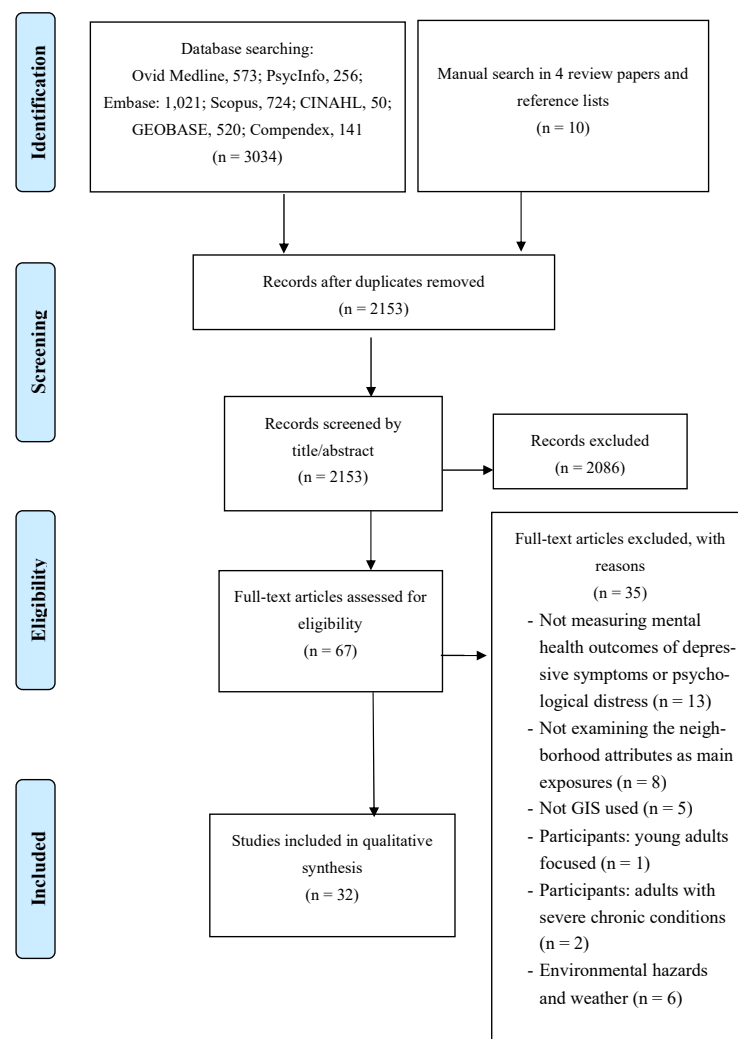 Identification
Database searching:
Ovid Medline, 573; PsycInfo, 256;
Embase: 1,021; Scopus, 724; CINAHL, 50;
GEOBASE, 520; Compendex, 141
(n = 3034)
Manual search in 4 review papers and
reference lists
(n = 10)
Screening
Records after duplicates removed
(n = 2153)
Records screened by
title/abstract
(n = 2153)
Records excluded
(n = 2086)
Eligibility
Full-text articles assessed for
eligibility
(n = 67)
Full-text articles excluded, with
reasons
(n = 35)
- Not measuring mental
health outcomes of depres-
sive symptoms or psycho-
logical distress (n = 13)
- Not examining the neigh-
borhood attributes as main
exposures (n = 8)
- Not GIS used (n = 5)
- Participants: young adults
focused (n = 1)
- Participants: adults with
severe chronic conditions
(n = 2)
- Environmental hazards
and weather (n = 6)
Included
Studies included in qualitative
synthesis
(n = 32)